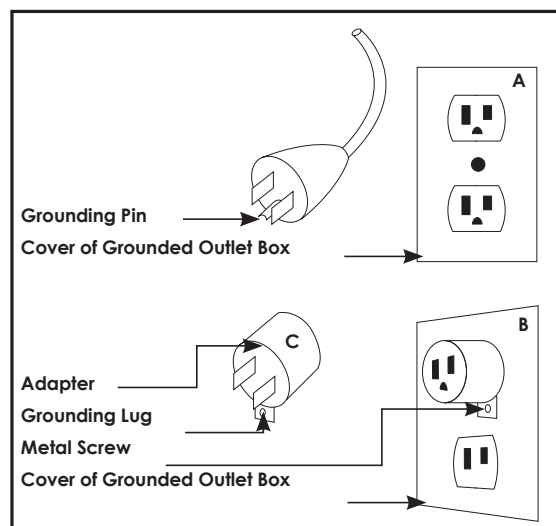 A
Grounding Pin
Cover of Grounded Outlet Box
B
C
Adapter
Grounding Lug
Metal Screw
Cover of Grounded Outlet Box